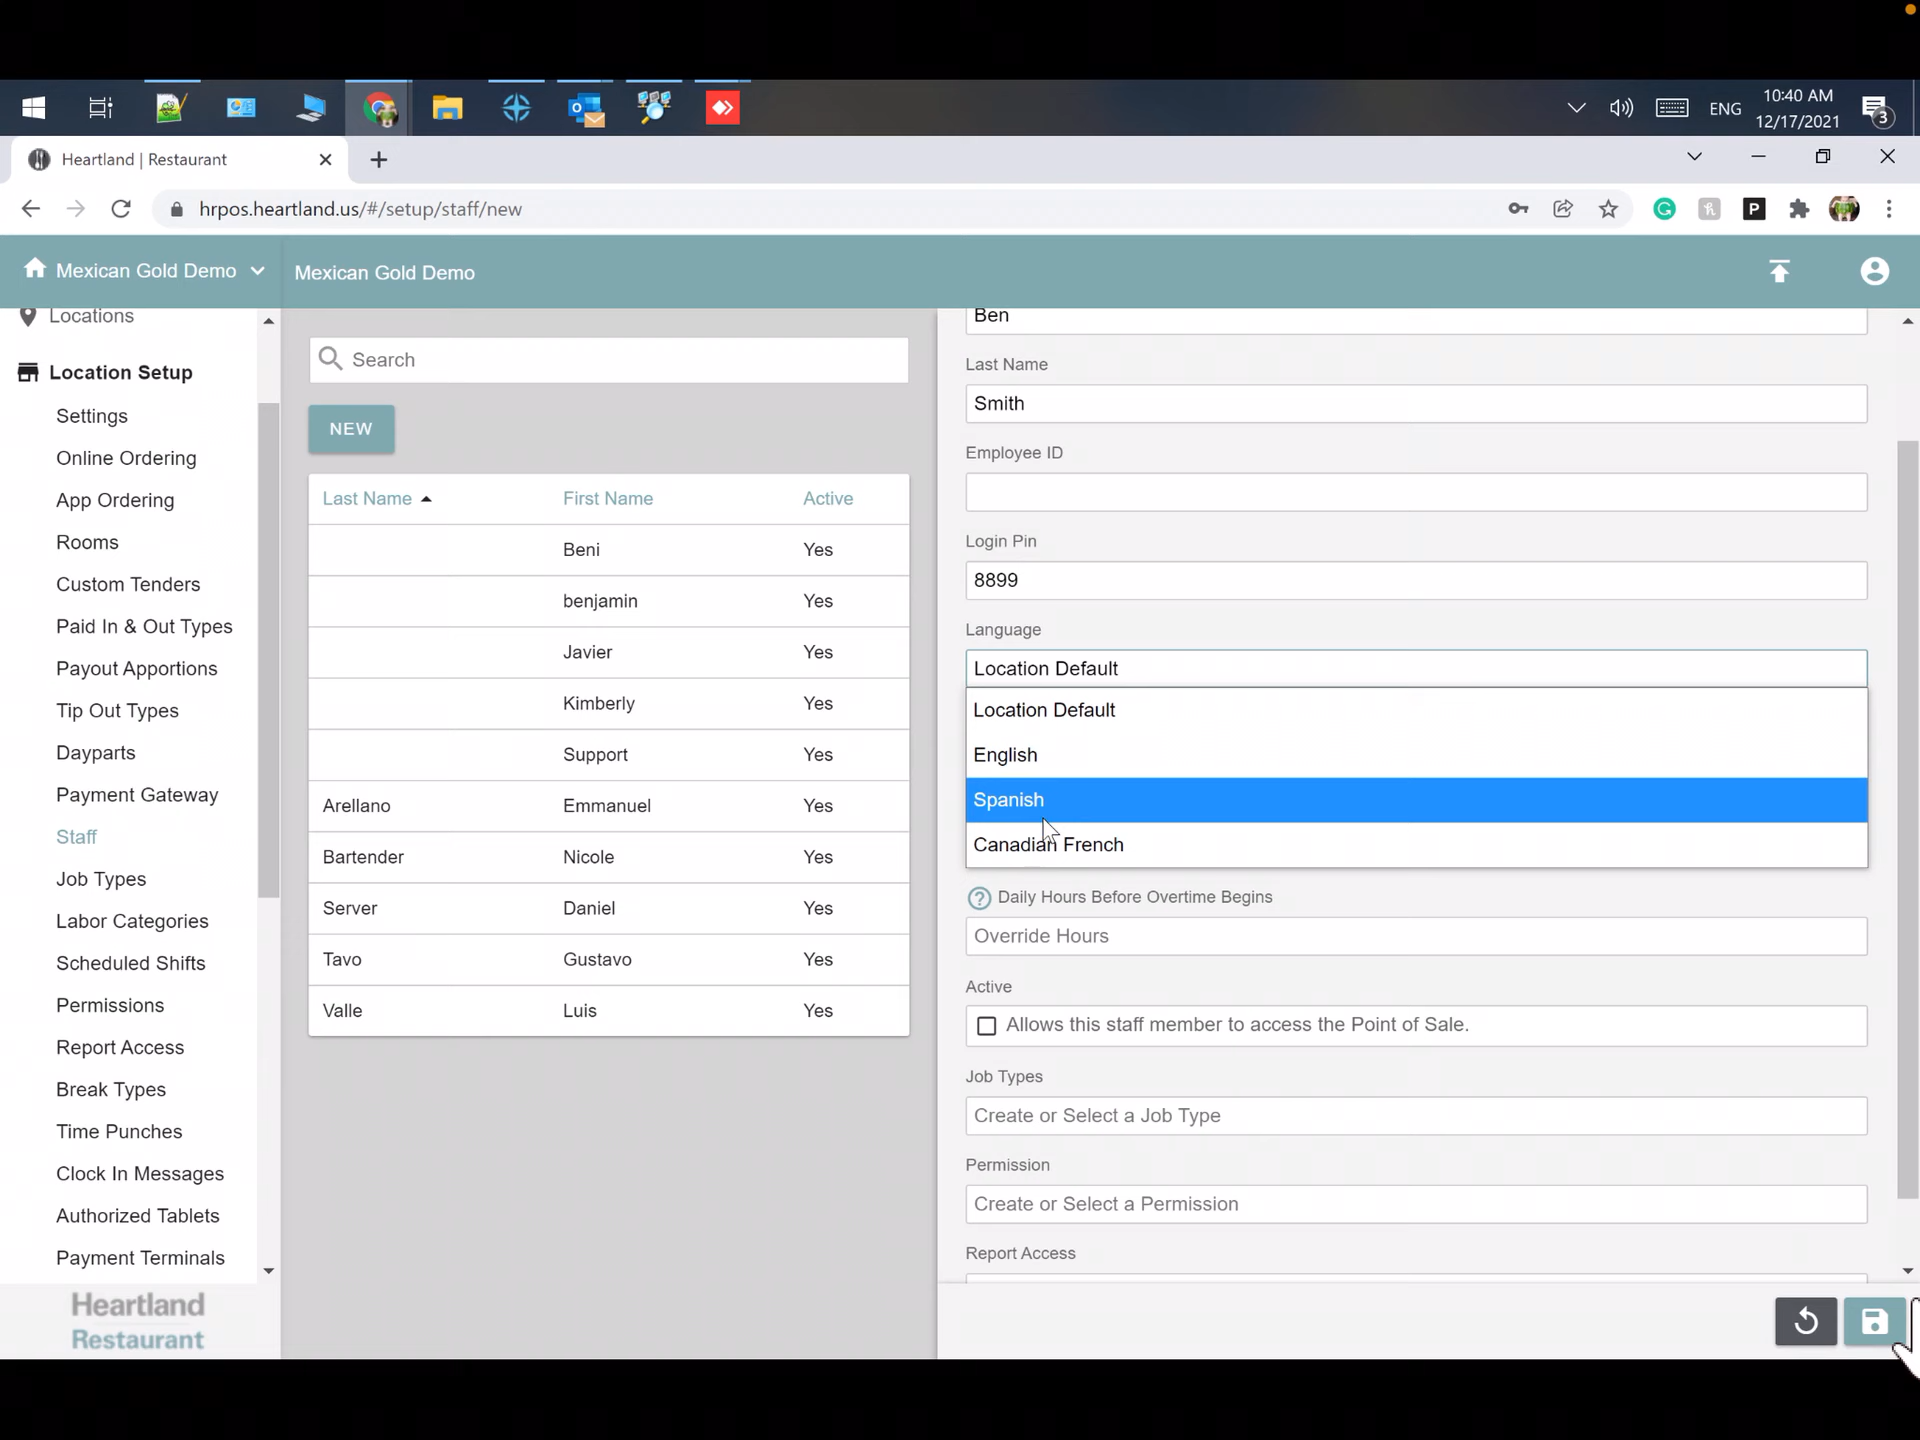 ENG
10:40 AM
12/17/2021
3
Heartland | Restaurant
hrpos.heartland.us/#/setup/staff/new
P
Mexican Gold Demo
Mexican Gold Demo
Locations
Location Setup
Settings
Online Ordering
App Ordering
Rooms
Custom Tenders
Paid In & Out Types
Payout Apportions
Tip Out Types
Dayparts
Payment Gateway
Staff
Job Types
Labor Categories
Scheduled Shifts
Permissions
Report Access
Break Types
Time Punches
Clock In Messages
Authorized Tablets
Payment Terminals
Heartland
Restaurant
Search
NEW
Last Name First Name Active
Beni Yes
benjamin Yes
Javier Yes
Kimberly Yes
Support Yes
Arellano Emmanuel Yes
Bartender Nicole Yes
Server Daniel Yes
Tavo Gustavo Yes
Valle Luis Yes
Ben
Last Name
Smith
Employee ID
Login Pin
8899
Language
Location Default
Location Default
English
Spanish
Canadian French
? Daily Hours Before Overtime Begins
Override Hours
Active
Allows this staff member to access the Point of Sale.
Job Types
Create or Select a Job Type
Permission
Create or Select a Permission
Report Access